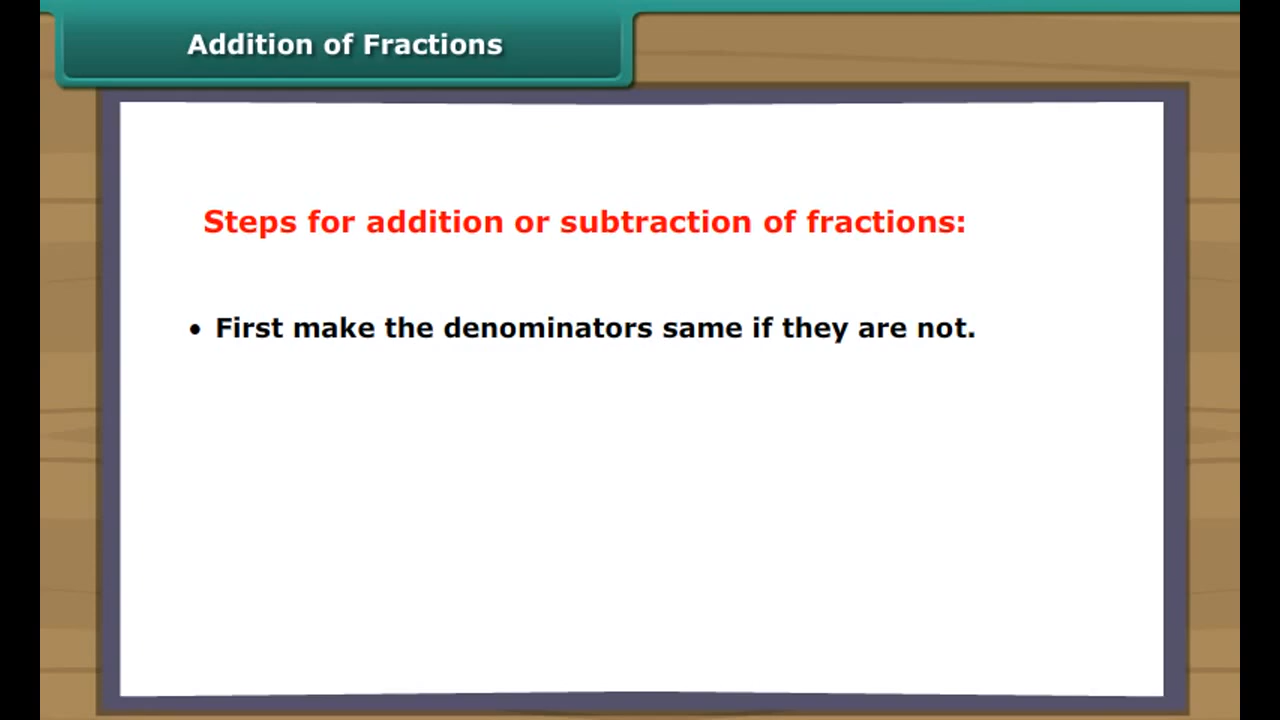 Addition of Fractions
Steps for addition or subtraction of fractions:
• First make the denominators same if they are not.